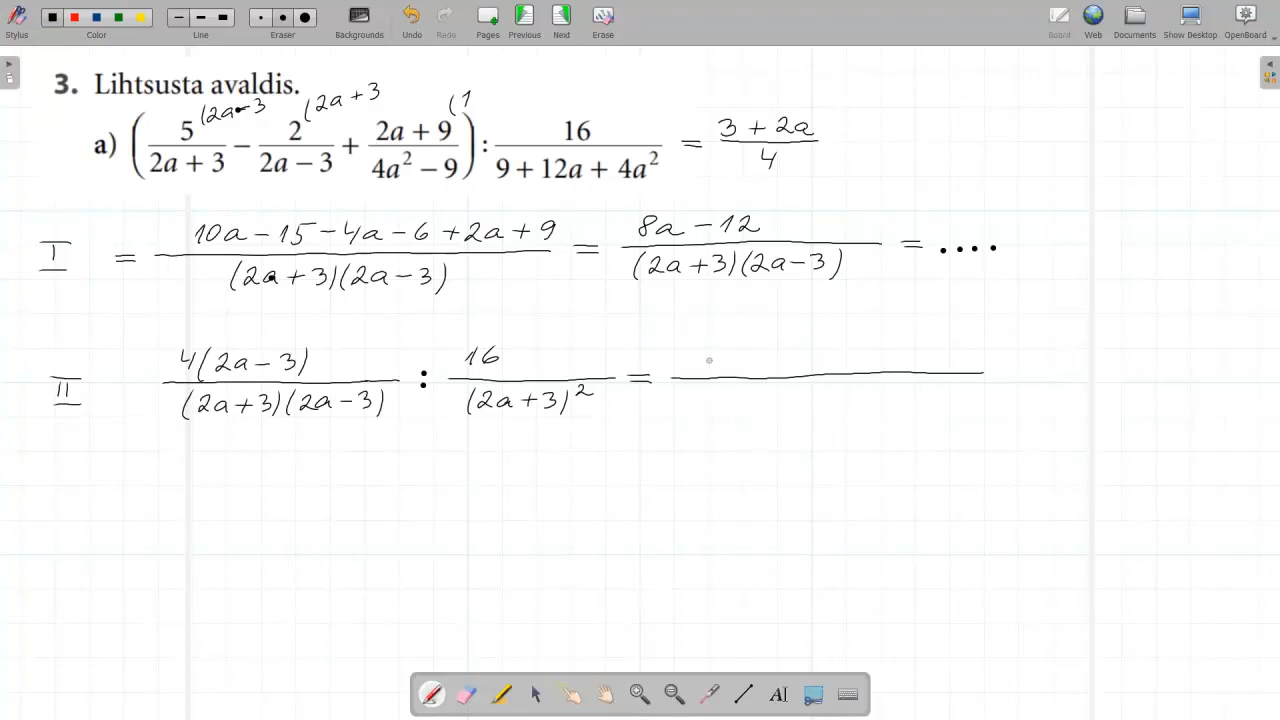 Stylus Color Line Eraser Backgrounds Undo Redo Pages Previous Next Erase Board Web Documents Show Desktop OpenBoard
3. Lihtsusta avaldis.
(2a-3 (2a+3 (1
a) (5/(2a + 3) − 2/(2a − 3) + (2a + 9)/(4a² − 9)) : 16/(9 + 12a + 4a²) = (3 + 2a)/4
I = (10a - 15 - 4a - 6 + 2a + 9)/((2a + 3)(2a - 3)) = (8a - 12)/((2a + 3)(2a - 3)) = ....
II 4(2a - 3)/((2a + 3)(2a - 3)) : 16/(2a + 3)² =
AI